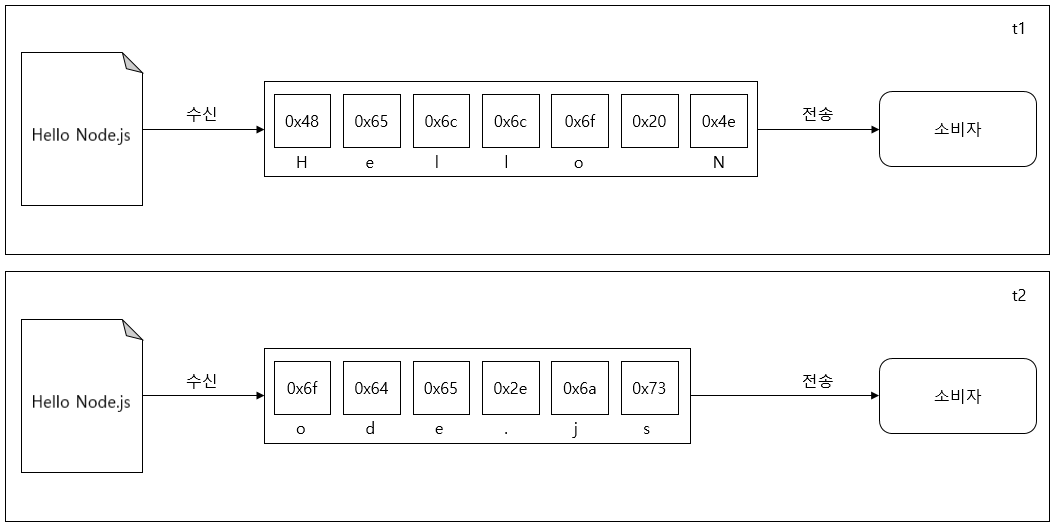 t1
Hello Node.js
수신
0x48 0x65 0x6c 0x6c 0x6f 0x20 0x4e
H e l l o N
전송
소비자
t2
Hello Node.js
수신
0x6f 0x64 0x65 0x2e 0x6a 0x73
o d e . j s
전송
소비자